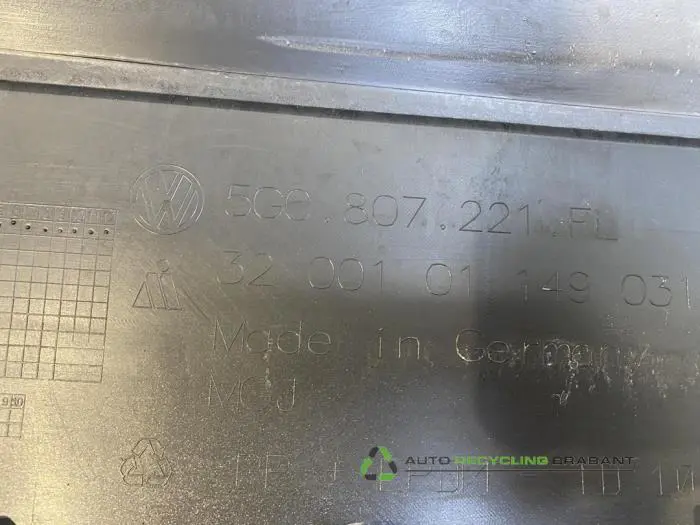 5G0.807.221.FL
32 001 01 149 031
Made in Germany
MCJ
AUTO RECYCLING BRABANT